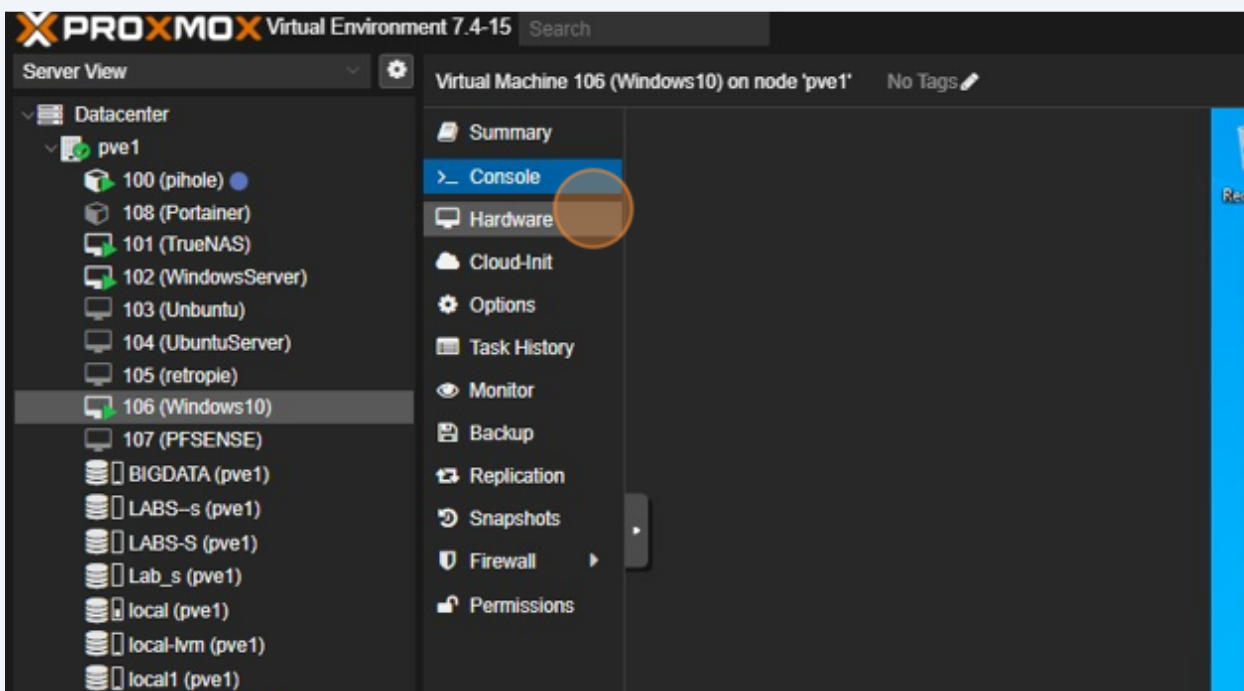 PROXMOX Virtual Environment 7.4-15 Search
Server View
Virtual Machine 106 (Windows10) on node 'pve1' No Tags
Datacenter
pve1
100 (pihole)
108 (Portainer)
101 (TrueNAS)
102 (WindowsServer)
103 (Unbuntu)
104 (UbuntuServer)
105 (retropie)
106 (Windows10)
107 (PFSENSE)
BIGDATA (pve1)
LABS--s (pve1)
LABS-S (pve1)
Lab_s (pve1)
local (pve1)
local-lvm (pve1)
local1 (pve1)
Summary
>_ Console
Hardware
Cloud-Init
Options
Task History
Monitor
Backup
Replication
Snapshots
Firewall
Permissions